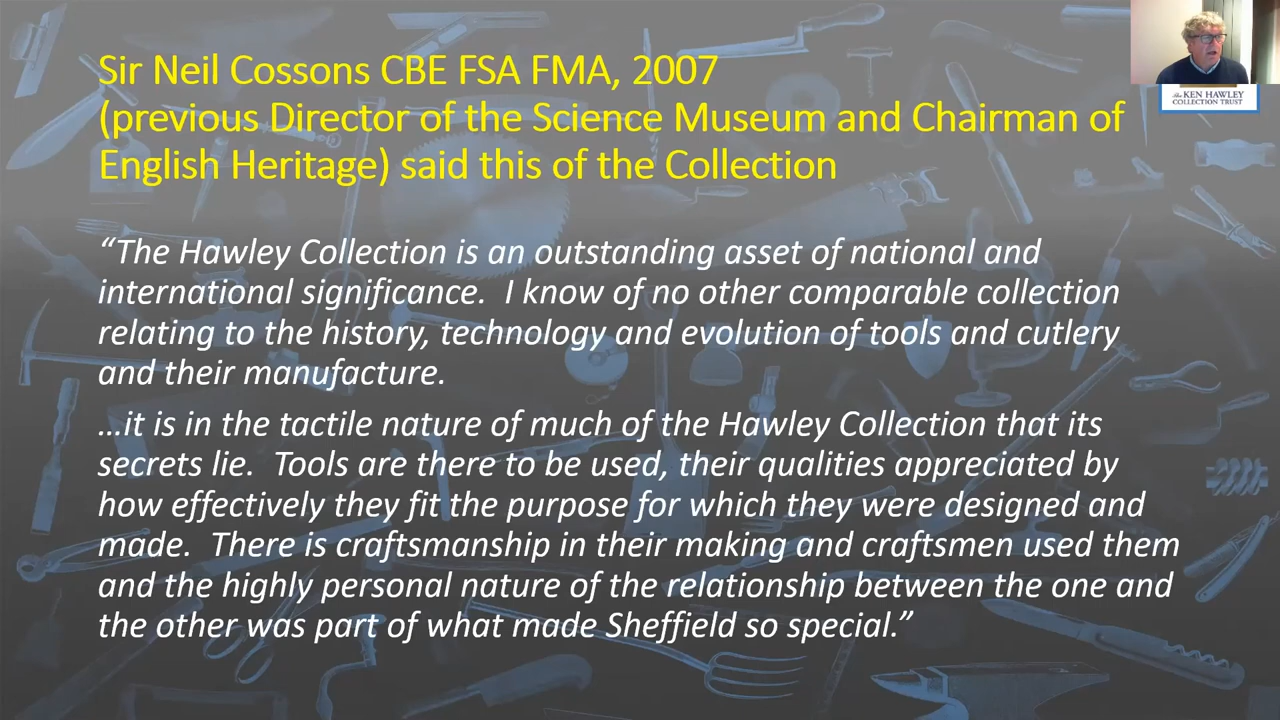 Sir Neil Cossons CBE FSA FMA, 2007
(previous Director of the Science Museum and Chairman of
English Heritage) said this of the Collection
The KEN HAWLEY
COLLECTION TRUST
“The Hawley Collection is an outstanding asset of national and
international significance.  I know of no other comparable collection
relating to the history, technology and evolution of tools and cutlery
and their manufacture.
…it is in the tactile nature of much of the Hawley Collection that its
secrets lie.  Tools are there to be used, their qualities appreciated by
how effectively they fit the purpose for which they were designed and
made.  There is craftsmanship in their making and craftsmen used them
and the highly personal nature of the relationship between the one and
the other was part of what made Sheffield so special.”